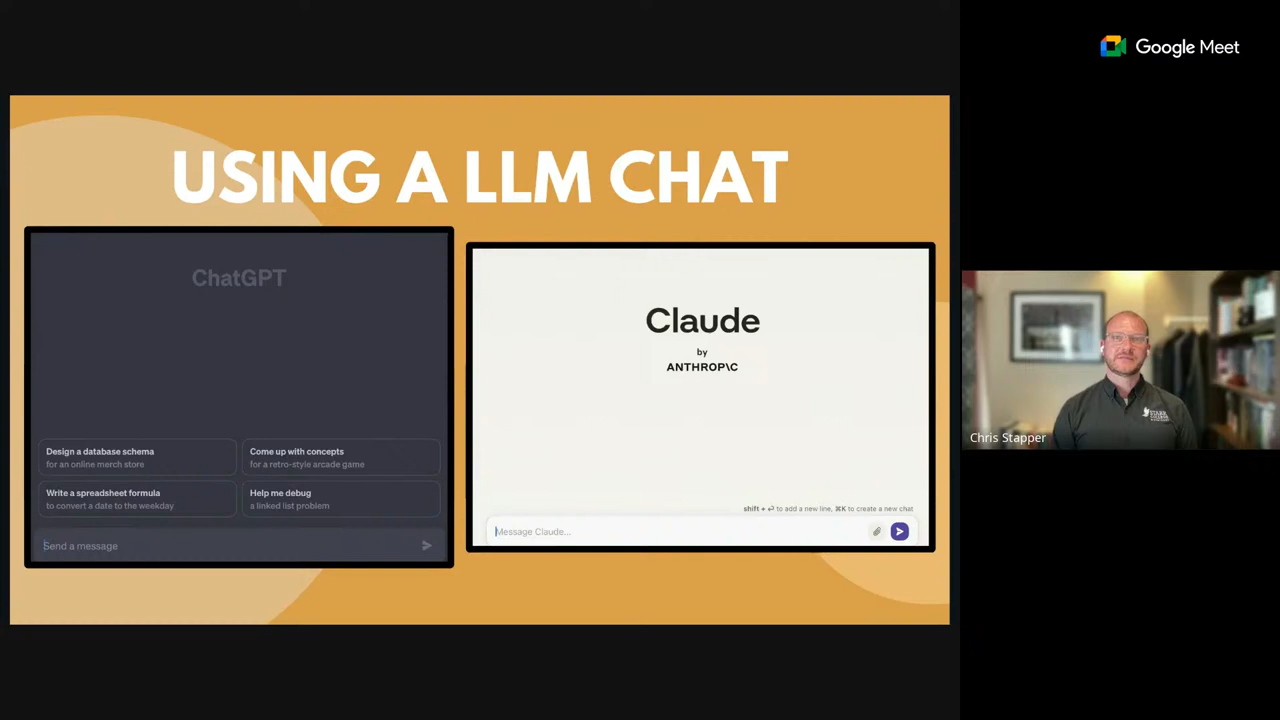 Google Meet
USING A LLM CHAT
ChatGPT
Design a database schema
for an online merch store
Come up with concepts
for a retro-style arcade game
Write a spreadsheet formula
to convert a date to the weekday
Help me debug
a linked list problem
Send a message
Claude
by
ANTHROP\C
shift + ⏎ to add a new line, ⌘K to create a new chat
Message Claude...
Chris Stapper